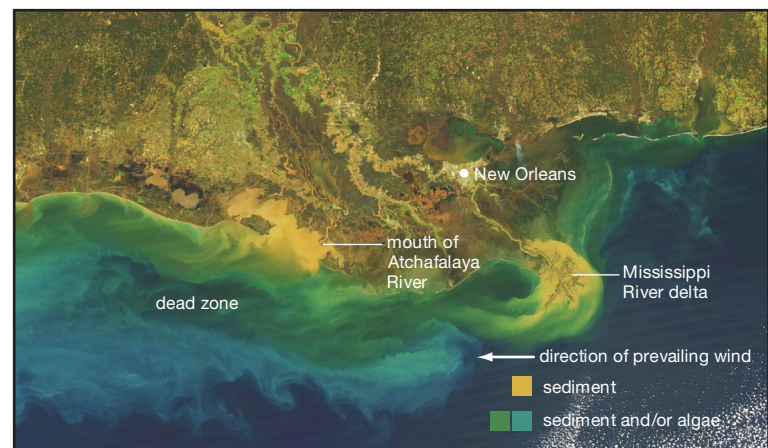 New Orleans
mouth of
Atchafalaya
River
Mississippi
River delta
dead zone
direction of prevailing wind
sediment
sediment and/or algae